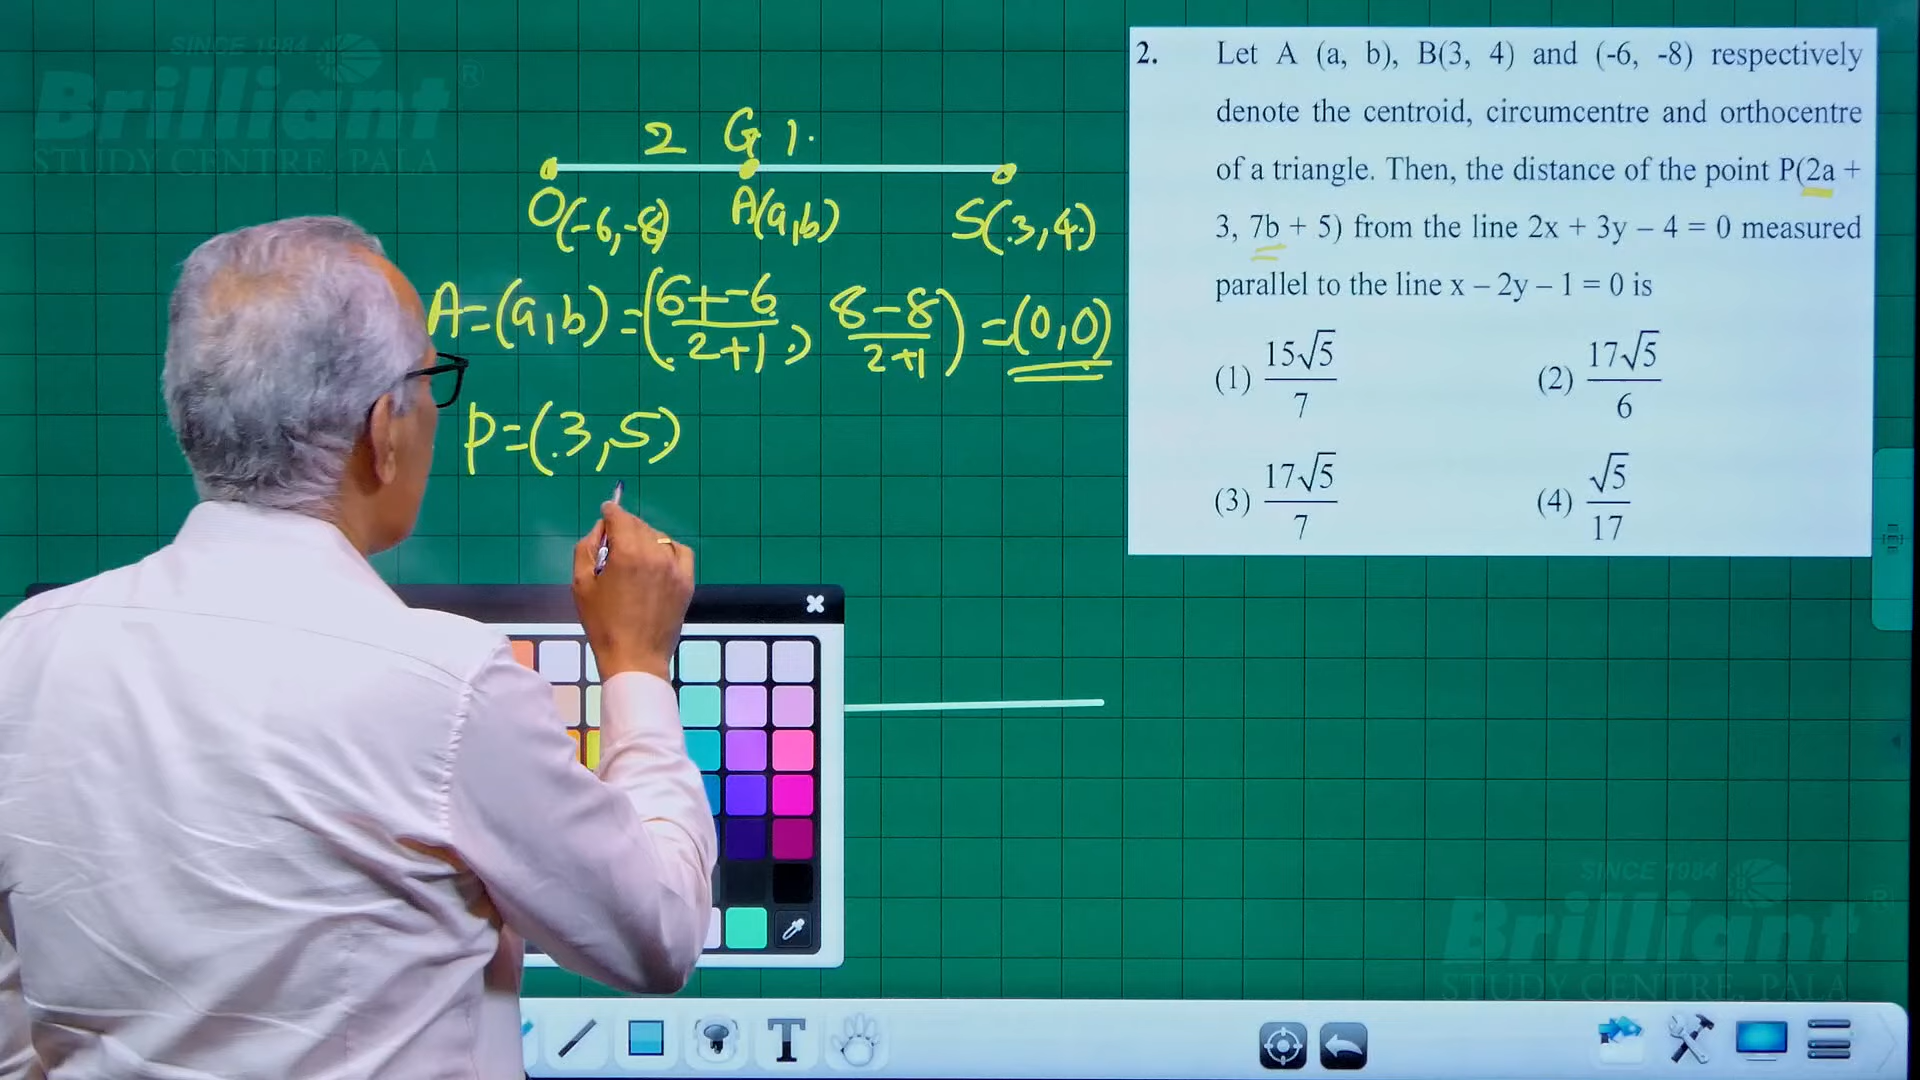 SINCE 1984
Brilliant ®
STUDY CENTRE, PALA
2 G 1.
O(-6,-8) A(a,b) S(3,4)
A=(a,b)=(6+-6/2+1, 8-8/2+1)=(0,0)
P=(3,5)
2. Let A (a, b), B(3, 4) and (-6, -8) respectively
denote the centroid, circumcentre and orthocentre
of a triangle. Then, the distance of the point P(2a +
3, 7b + 5) from the line 2x + 3y – 4 = 0 measured
parallel to the line x – 2y – 1 = 0 is
(1) 15√5/7 (2) 17√5/6
(3) 17√5/7 (4) √5/17
SINCE 1984
Brilliant ®
STUDY CENTRE, PALA
T